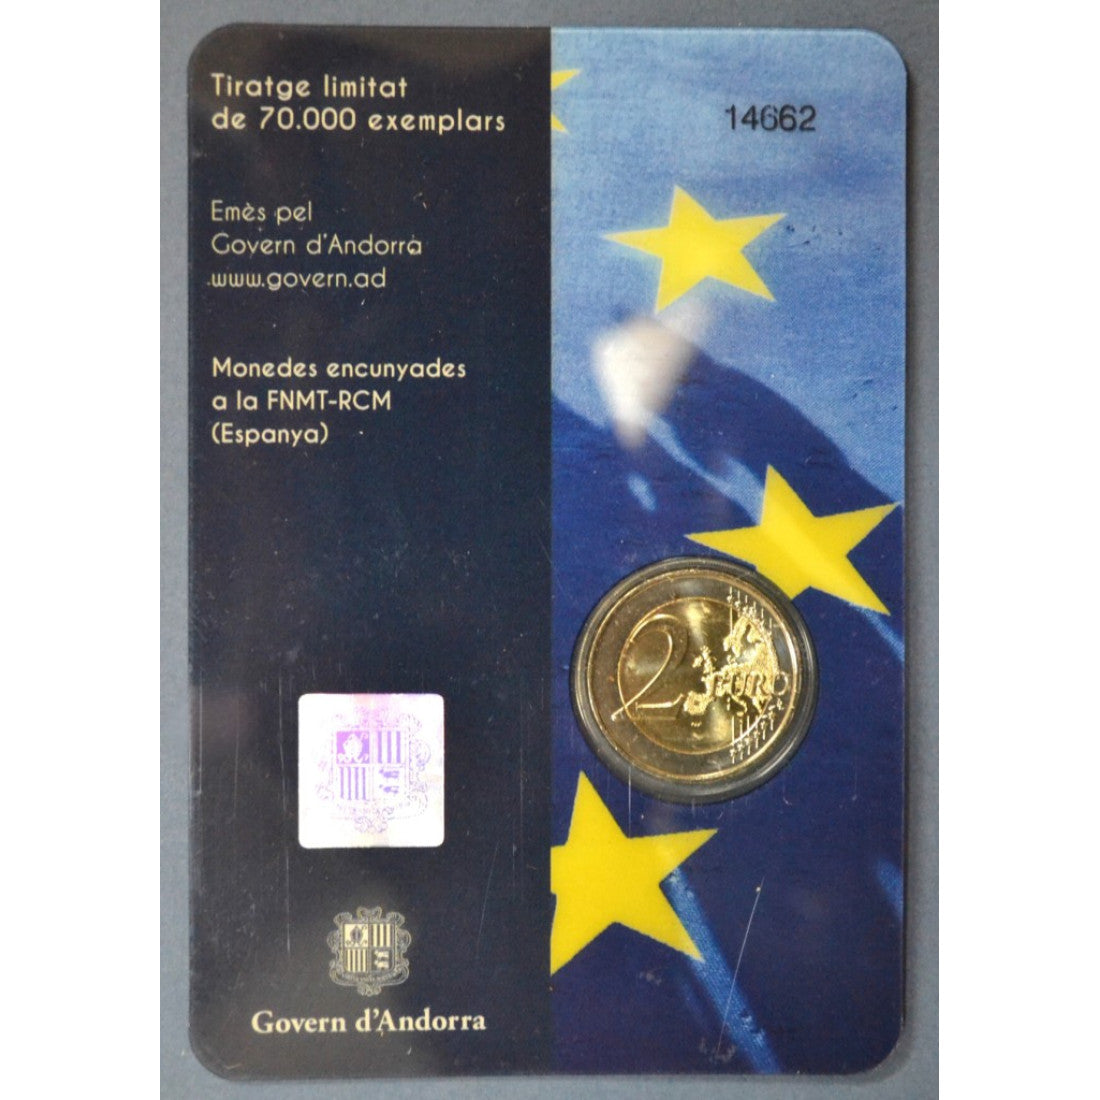 Tiratge limitat
de 70.000 exemplars
14662
Emès pel
Govern d'Andorra
www.govern.ad
Monedes encunyades
a la FNMT-RCM
(Espanya)
2 EURO
Govern d'Andorra